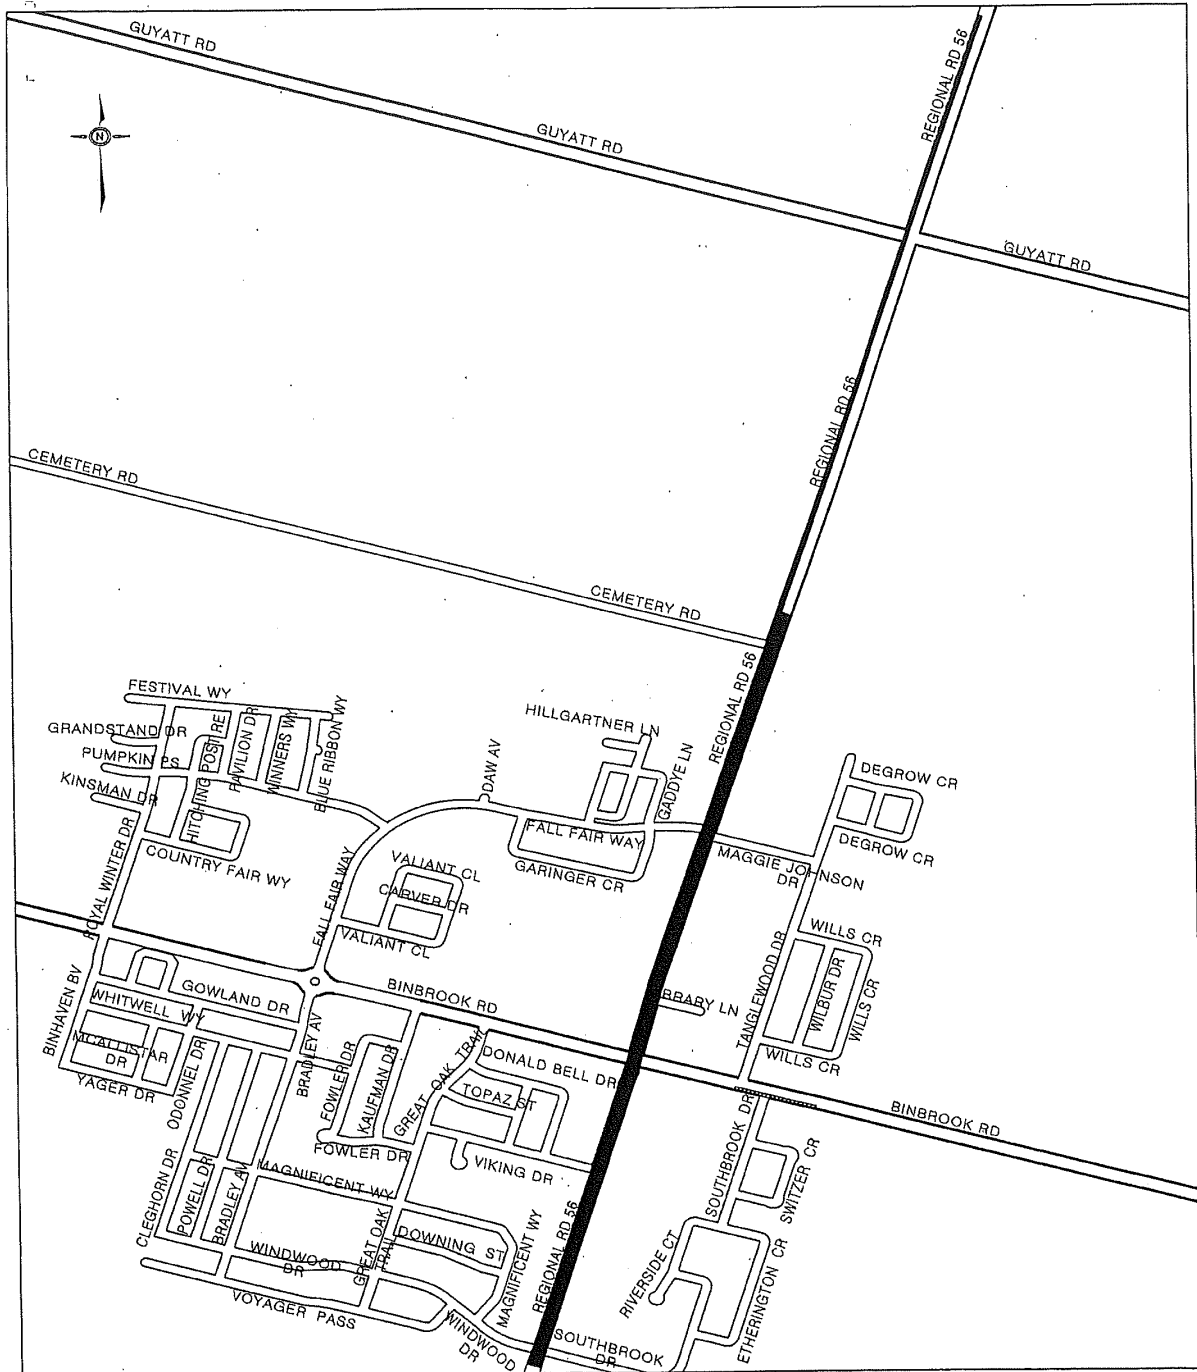 GUYATT RD
REGIONAL RD 56
N
GUYATT RD
GUYATT RD
REGIONAL RD 56
CEMETERY RD
CEMETERY RD
REGIONAL RD 56
FESTIVAL WY
GRANDSTAND DR
PUMPKIN PS
KINSMAN DR
HITCHING POST RE
PAVILION DR
WINNERS WY
BLUE RIBBON WY
DAW AV
HILLGARTNER LN
GADDYE LN
DEGROW CR
DEGROW CR
ROYAL WINTER DR
COUNTRY FAIR WY
FALL FAIR WAY
FALL FAIR WAY
GARINGER CR
MAGGIE JOHNSON
DR
VALIANT CL
CARVER DR
VALIANT CL
WILLS CR
WILBUR DR
WILLS CR
WILLS CR
TANGLEWOOD DR
BINHAVEN BV
GOWLAND DR
WHITWELL WY
BINBROOK RD
BRARY LN
MCALLISTAR
DR
YAGER DR
ODONNEL DR
BRADLEY AV
FOWLER DR
KAUFMAN DR
GREAT OAK TRAIL
DONALD BELL DR
TOPAZ ST
BINBROOK RD
FOWLER DR
VIKING DR
SOUTHBROOK DR
SWITZER CR
CLEGHORN DR
POWELL DR
BRADLEY AV
MAGNIFICENT WY
GREAT OAK
TRAIL
DOWNING ST
MAGNIFICENT WY
REGIONAL RD 56
RIVERSIDE CT
ETHERINGTON CR
WINDWOOD
DR
VOYAGER PASS
WINDWOOD
DR
SOUTHBROOK
DR